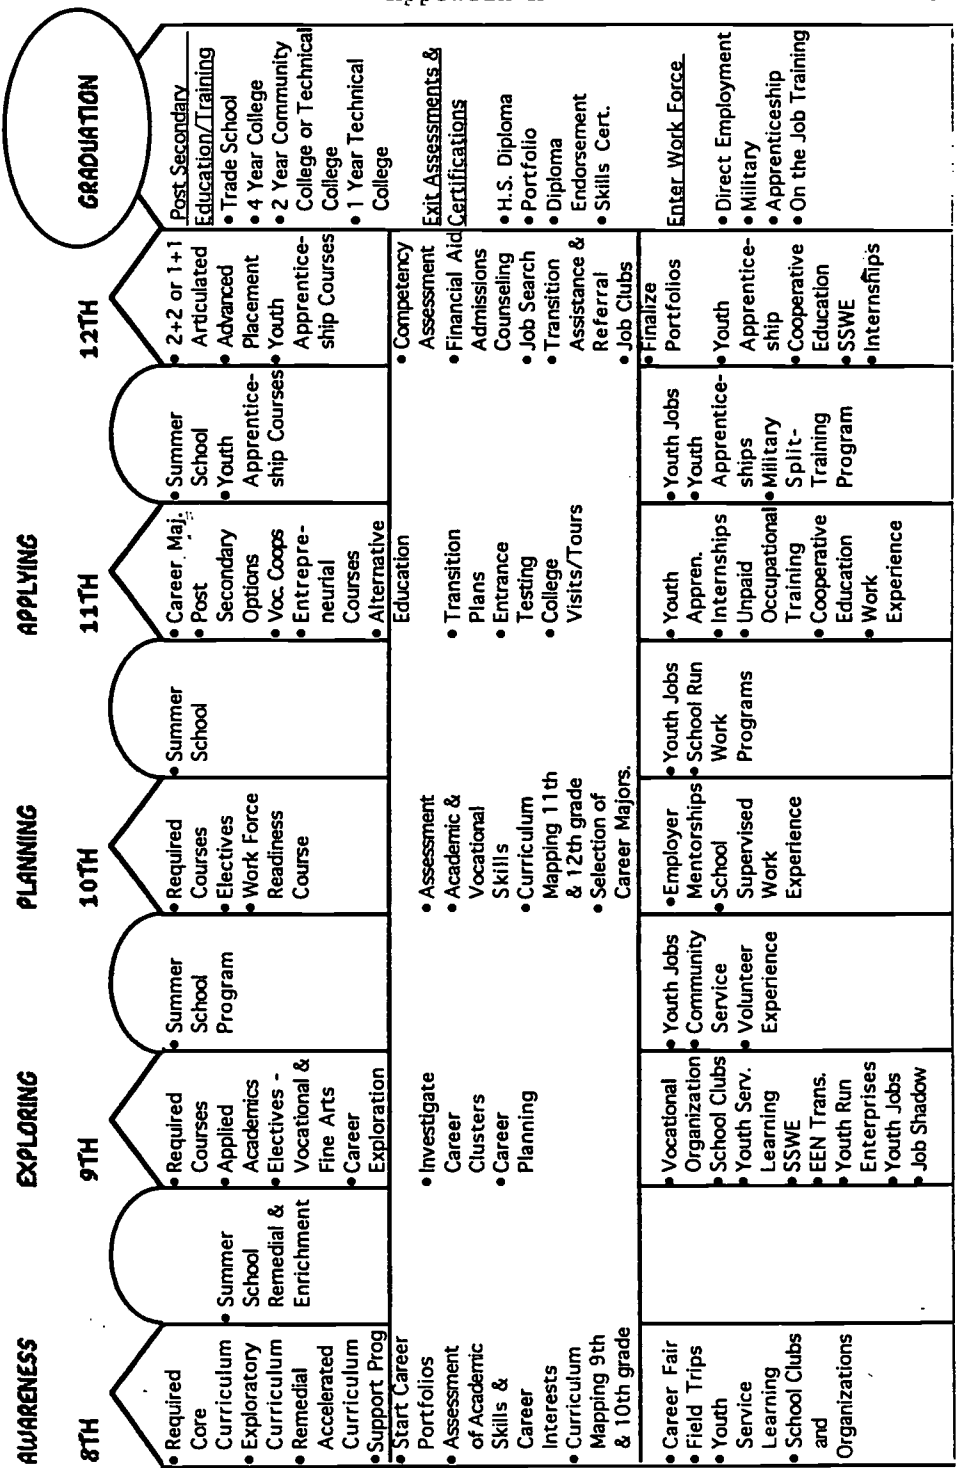 AWARENESS
EXPLORING
PLANNING
APPLYING
8TH
9TH
10TH
11TH
12TH
GRADUATION
• Required
Core
Curriculum
• Exploratory
Curriculum
• Remedial
Accelerated
Curriculum
• Support Prog
• Summer
School
Remedial &
Enrichment
• Required
Courses
• Applied
Academics
• Electives -
Vocational &
Fine Arts
• Career
Exploration
• Summer
School
Program
• Required
Courses
• Electives
• Work Force
Readiness
Course
• Summer
School
• Career Maj.
• Post
Secondary
Options
• Voc. Coops
• Entrepre-
neurial
Courses
• Alternative
Education
• Summer
School
• Youth
Apprentice-
ship Courses
• 2+2 or 1+1
Articulated
• Advanced
Placement
• Youth
Apprentice-
ship Courses
Post Secondary
Education/Training
• Trade School
• 4 Year College
• 2 Year Community
College or Technical
College
• 1 Year Technical
College
• Start Career
Portfolios
• Assessment
of Academic
Skills &
Career
Interests
• Curriculum
Mapping 9th
& 10th grade
• Investigate
Career
Clusters
• Career
Planning
• Assessment
• Academic &
Vocational
Skills
• Curriculum
Mapping 11th
& 12th grade
• Selection of
Career Majors.
• Transition
Plans
• Entrance
Testing
• College
Visits/Tours
• Competency
Assessment
• Financial Aid
Admissions
Counseling
• Job Search
• Transition
Assistance &
Referral
• Job Clubs
Exit Assessments &
Certifications
• H.S. Diploma
• Portfolio
• Diploma
Endorsement
• Skills Cert.
• Career Fair
• Field Trips
• Youth
Service
Learning
• School Clubs
and
Organizations
• Vocational
Organization
• School Clubs
• Youth Serv.
Learning
• SSWE
• EEN Trans.
• Youth Run
Enterprises
• Youth Jobs
• Job Shadow
• Youth Jobs
• Community
Service
• Volunteer
Experience
• Employer
Mentorships
• School
Supervised
Work
Experience
• Youth Jobs
• School Run
Work
Programs
• Youth
Appren.
• Internships
• Unpaid
Occupational
Training
• Cooperative
Education
• Work
Experience
• Youth Jobs
• Youth
Apprentice-
ships
• Military
Split-
Training
Program
• Finalize
Portfolios
• Youth
Apprentice-
ship
• Cooperative
Education
• SSWE
• Internships
Enter Work Force
• Direct Employment
• Military
• Apprenticeship
• On the Job Training